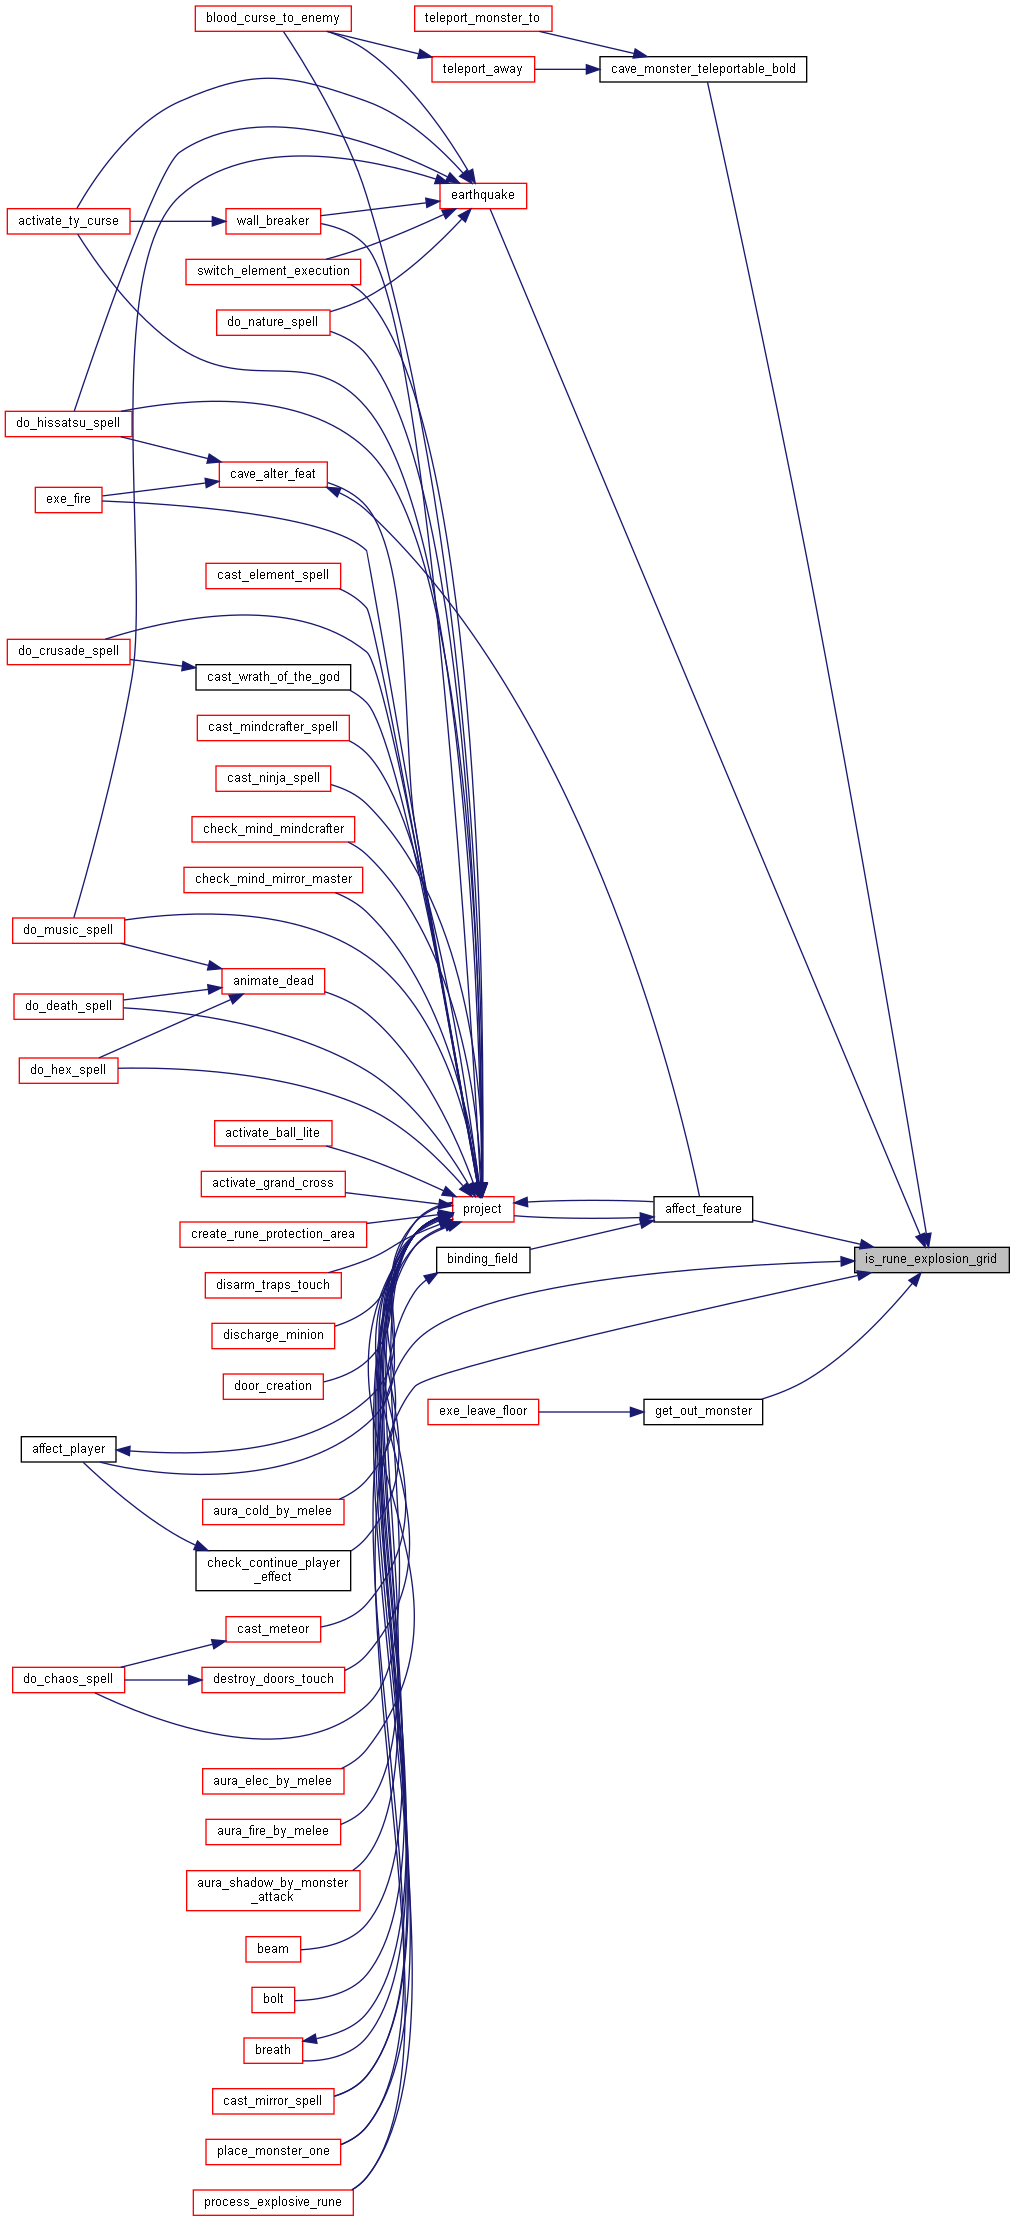 blood_curse_to_enemy
teleport_monster_to
teleport_away
cave_monster_teleportable_bold
earthquake
activate_ty_curse
wall_breaker
switch_element_execution
do_nature_spell
do_hissatsu_spell
cave_alter_feat
exe_fire
cast_element_spell
do_crusade_spell
cast_wrath_of_the_god
cast_mindcrafter_spell
cast_ninja_spell
check_mind_mindcrafter
check_mind_mirror_master
do_music_spell
animate_dead
do_death_spell
do_hex_spell
activate_ball_lite
activate_grand_cross
project
affect_feature
create_rune_protection_area
binding_field
is_rune_explosion_grid
disarm_traps_touch
discharge_minion
door_creation
exe_leave_floor
get_out_monster
affect_player
aura_cold_by_melee
check_continue_player
_effect
cast_meteor
do_chaos_spell
destroy_doors_touch
aura_elec_by_melee
aura_fire_by_melee
aura_shadow_by_monster
_attack
beam
bolt
breath
cast_mirror_spell
place_monster_one
process_explosive_rune